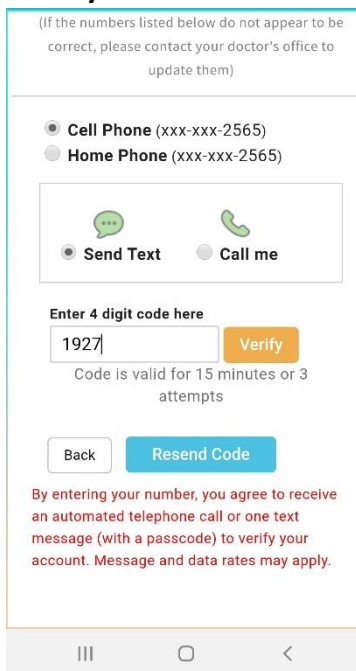 (If the numbers listed below do not appear to be
correct, please contact your doctor's office to
update them)
Cell Phone (xxx-xxx-2565)
Home Phone (xxx-xxx-2565)
Send Text
Call me
Enter 4 digit code here
1927
Verify
Code is valid for 15 minutes or 3
attempts
Back
Resend Code
By entering your number, you agree to receive
an automated telephone call or one text
message (with a passcode) to verify your
account. Message and data rates may apply.